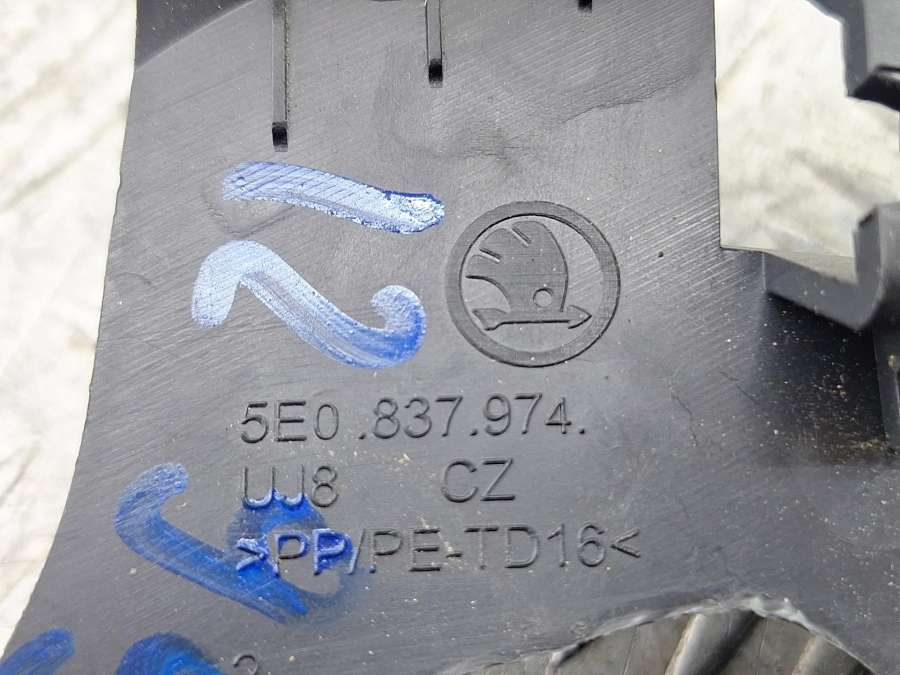 5E0.837.974.
UJ8 CZ
>PP/PE-TD16<